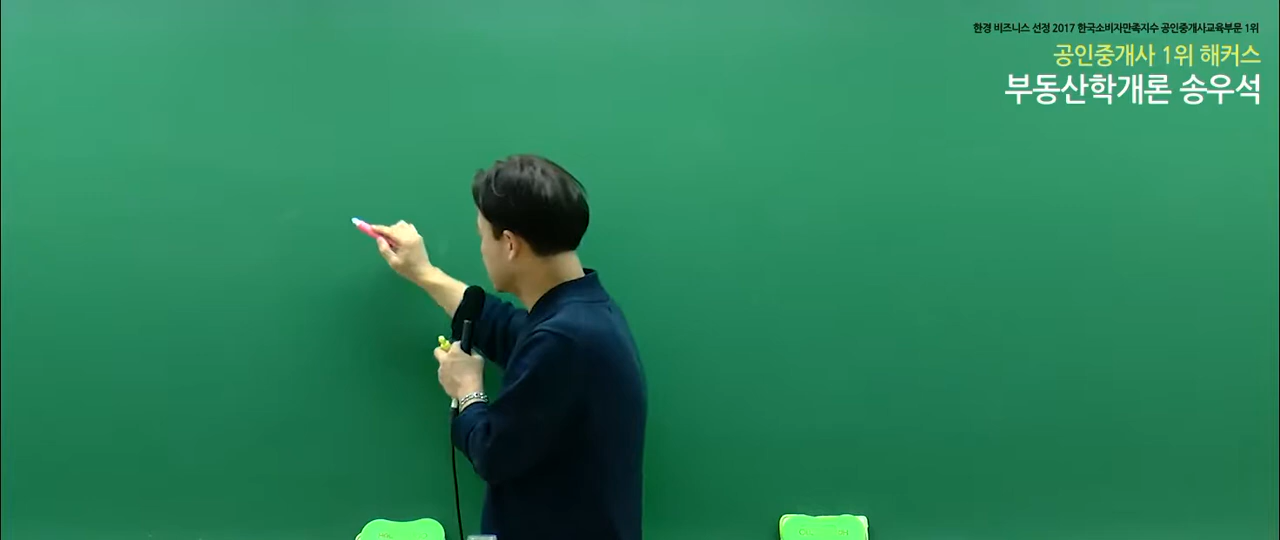 한경 비즈니스 선정 2017 한국소비자만족지수 공인중개사교육부문 1위
공인중개사 1위 해커스
부동산학개론 송우석